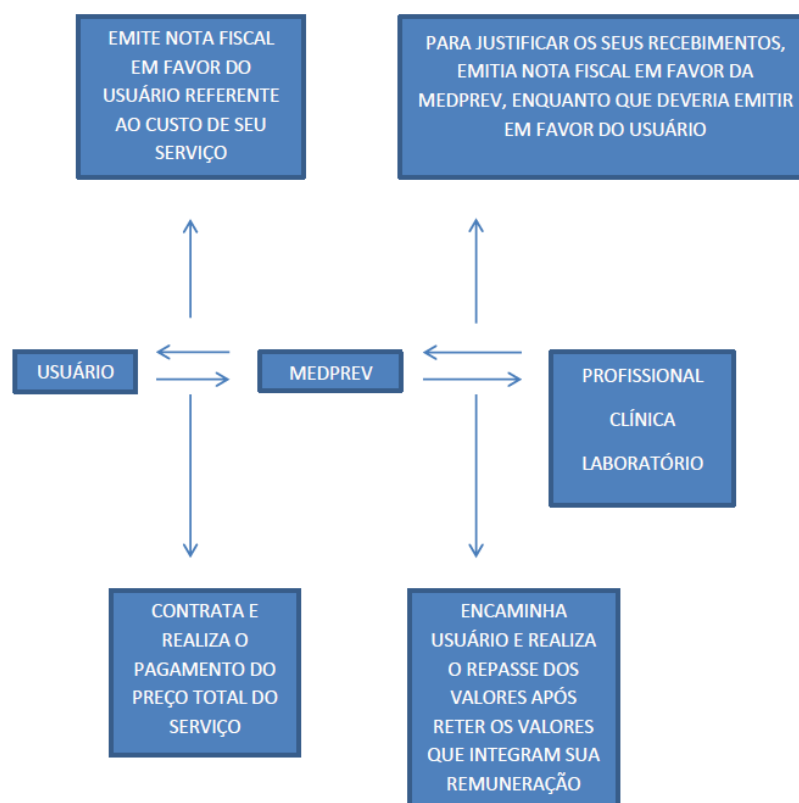 EMITE NOTA FISCAL
EM FAVOR DO
USUÁRIO REFERENTE
AO CUSTO DE SEU
SERVIÇO
PARA JUSTIFICAR OS SEUS RECEBIMENTOS,
EMITIA NOTA FISCAL EM FAVOR DA
MEDPREV, ENQUANTO QUE DEVERIA EMITIR
EM FAVOR DO USUÁRIO
USUÁRIO
MEDPREV
PROFISSIONAL
CLÍNICA
LABORATÓRIO
CONTRATA E
REALIZA O
PAGAMENTO DO
PREÇO TOTAL DO
SERVIÇO
ENCAMINHA
USUÁRIO E REALIZA
O REPASSE DOS
VALORES APÓS
RETER OS VALORES
QUE INTEGRAM SUA
REMUNERAÇÃO